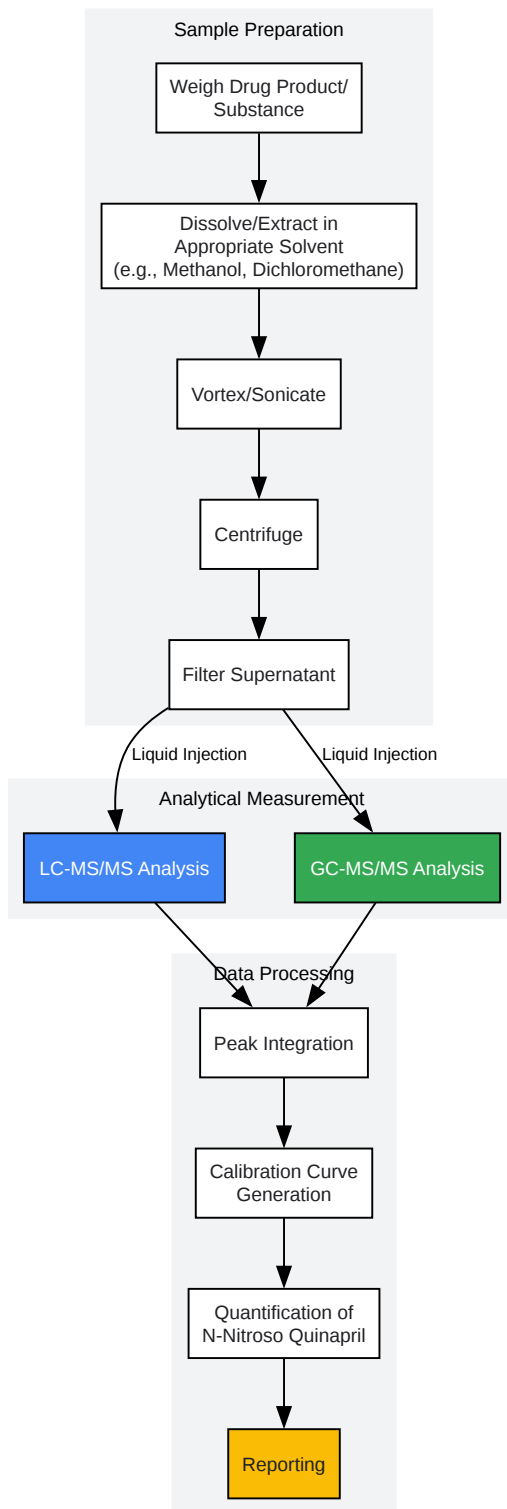 Sample Preparation
Weigh Drug Product/
Substance
Dissolve/Extract in
Appropriate Solvent
(e.g., Methanol, Dichloromethane)
Vortex/Sonicate
Centrifuge
Filter Supernatant
Liquid Injection
Liquid Injection
Analytical Measurement
LC-MS/MS Analysis
GC-MS/MS Analysis
Data Processing
Peak Integration
Calibration Curve
Generation
Quantification of
N-Nitroso Quinapril
Reporting